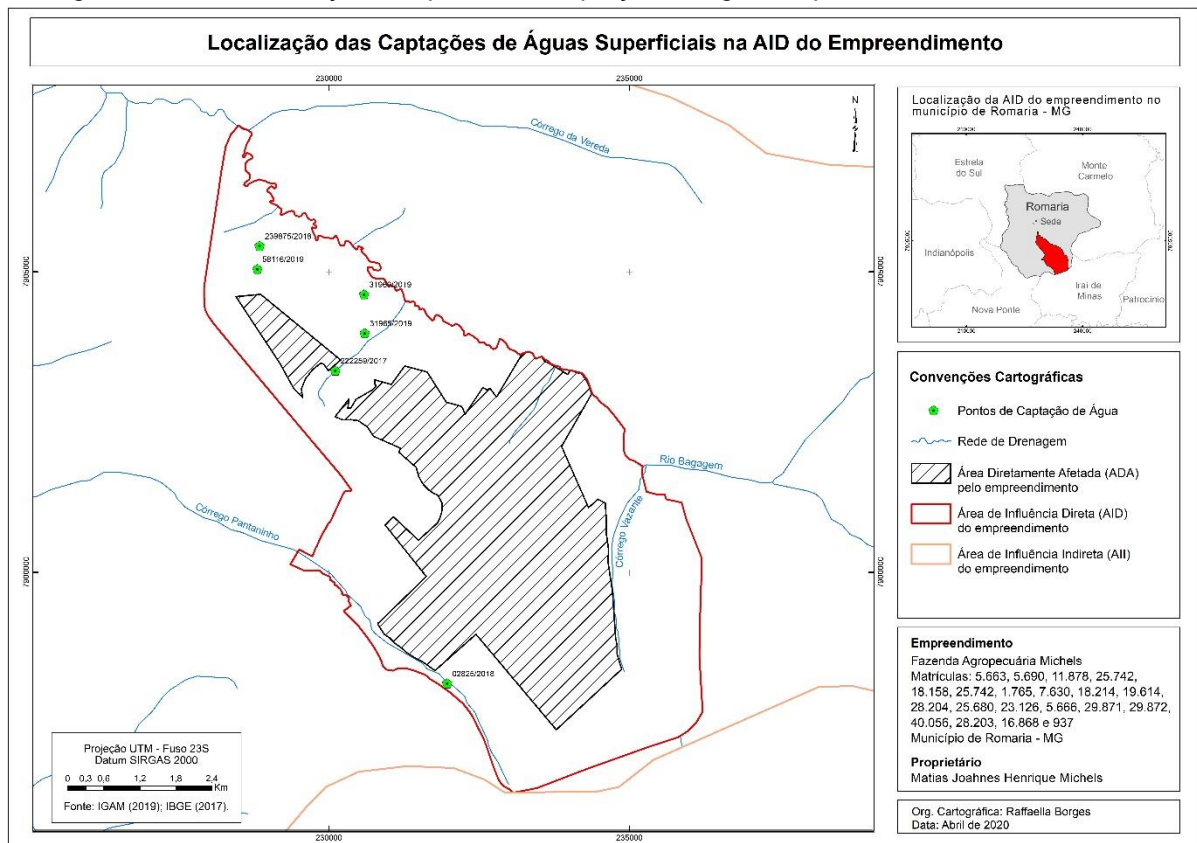 Localização das Captações de Águas Superficiais na AID do Empreendimento
230000
235000
N
Córrego da Vereda
7905000
7905000
58116/2019
222259/2017
Rio Bagagem
Córrego Vazante
Córrego Pantaninho
7900000
7900000
02826/2018
Projeção UTM - Fuso 23S
Datum SIRGAS 2000
0 0,3 0,6 1,2 1,8 2,4
Km
Fonte: IGAM (2019); IBGE (2017).
230000
235000
Localização da AID do empreendimento no
município de Romaria - MG
Estrela
do Sul
Monte
Carmelo
Romaria
Sede
Indianópolis
Iraí de
Minas
Nova Ponte
Patrocínio
Convenções Cartográficas
Pontos de Captação de Água
Rede de Drenagem
Área Diretamente Afetada (ADA)
pelo empreendimento
Área de Influência Direta (AID)
do empreendimento
Área de Influência Indireta (AII)
do empreendimento
Empreendimento
Fazenda Agropecuária Michels
Matrículas: 5.663, 5.690, 11.878, 25.742,
18.158, 25.742, 1.765, 7.630, 18.214, 19.614,
28.204, 25.680, 23.126, 5.666, 29.871, 29.872,
40.056, 28.203, 16.868 e 937
Município de Romaria - MG
Proprietário
Matias Joahnes Henrique Michels
Org. Cartográfica: Raffaella Borges
Data: Abril de 2020